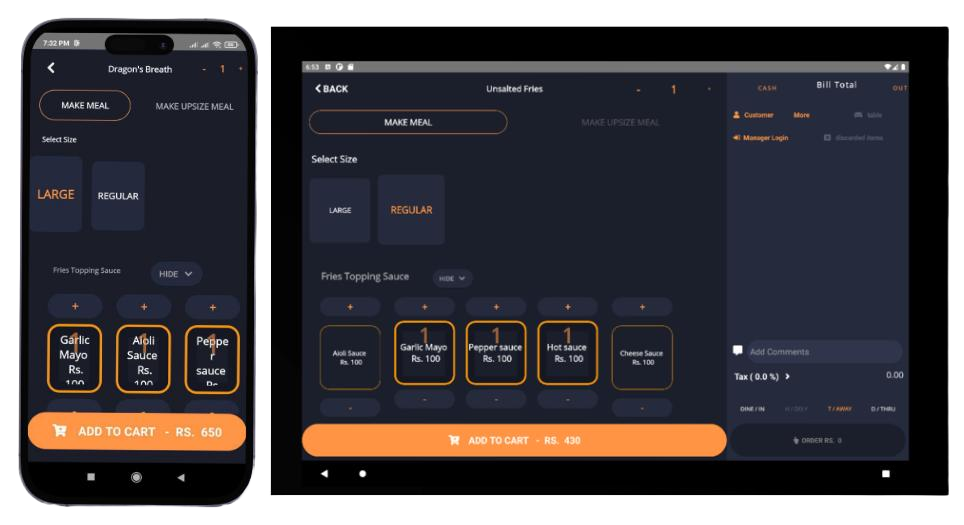 7:32 PM
Dragon's Breath - 1 +
MAKE MEAL
MAKE UPSIZE MEAL
Select Size
LARGE
REGULAR
Fries Topping Sauce
HIDE
+ + +
1 1 1
Garlic
Mayo
Rs.
100
Aioli
Sauce
Rs.
100
Peppe
r
sauce
Rs.
ADD TO CART - RS. 650
6:53
BACK
Unsalted Fries
- 1 +
MAKE MEAL
MAKE UPSIZE MEAL
Select Size
LARGE
REGULAR
Fries Topping Sauce
HIDE
+ + + + +
Aioli Sauce
Rs. 100
1
Garlic Mayo
Rs. 100
1
Pepper sauce
Rs. 100
1
Hot sauce
Rs. 100
Cheese Sauce
Rs. 100
- - - - -
ADD TO CART - RS. 430
CASH
Bill Total
OUT
Customer
More
table
Manager Login
discarded items
Add Comments
Tax ( 0.0 %)
0.00
DINE / IN
T / AWAY
D / THRU
ORDER RS. 0